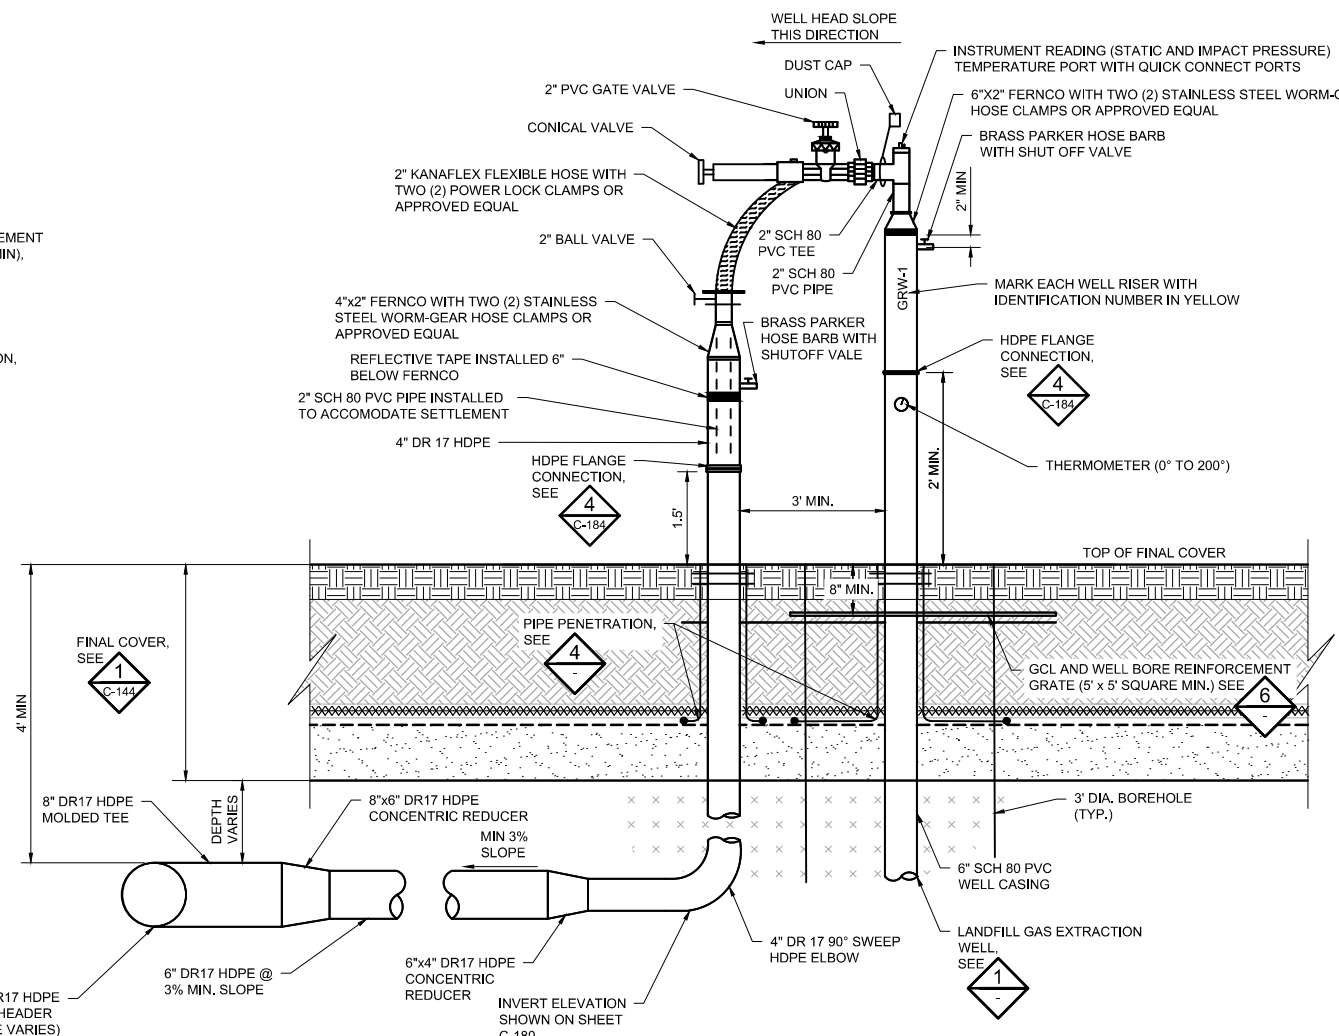 WELL HEAD SLOPE
THIS DIRECTION
INSTRUMENT READING (STATIC AND IMPACT PRESSURE)
TEMPERATURE PORT WITH QUICK CONNECT PORTS
DUST CAP
UNION
2" PVC GATE VALVE
6"X2" FERNCO WITH TWO (2) STAINLESS STEEL WORM-G
HOSE CLAMPS OR APPROVED EQUAL
CONICAL VALVE
BRASS PARKER HOSE BARB
WITH SHUT OFF VALVE
2" KANAFLEX FLEXIBLE HOSE WITH
TWO (2) POWER LOCK CLAMPS OR
APPROVED EQUAL
2" MIN
EMENT
MIN),
2" BALL VALVE
2" SCH 80
PVC TEE
2" SCH 80
PVC PIPE
GRW-1
MARK EACH WELL RISER WITH
IDENTIFICATION NUMBER IN YELLOW
4"x2" FERNCO WITH TWO (2) STAINLESS
STEEL WORM-GEAR HOSE CLAMPS OR
APPROVED EQUAL
BRASS PARKER
HOSE BARB WITH
SHUTOFF VALE
ON,
REFLECTIVE TAPE INSTALLED 6"
BELOW FERNCO
HDPE FLANGE
CONNECTION,
SEE
4
C-184
2" SCH 80 PVC PIPE INSTALLED
TO ACCOMODATE SETTLEMENT
4" DR 17 HDPE
HDPE FLANGE
CONNECTION,
SEE
4
C-184
THERMOMETER (0° TO 200°)
2' MIN.
1.5'
3' MIN.
TOP OF FINAL COVER
8" MIN.
FINAL COVER,
SEE
1
C-144
PIPE PENETRATION,
SEE
4
-
GCL AND WELL BORE REINFORCEMENT
GRATE (5' x 5' SQUARE MIN.) SEE
6
-
4' MIN
8" DR17 HDPE
MOLDED TEE
DEPTH
VARIES
8"x6" DR17 HDPE
CONCENTRIC REDUCER
MIN 3%
SLOPE
3' DIA. BOREHOLE
(TYP.)
6" SCH 80 PVC
WELL CASING
4" DR 17 90° SWEEP
HDPE ELBOW
LANDFILL GAS EXTRACTION
WELL,
SEE
1
-
6" DR17 HDPE @
3% MIN. SLOPE
6"x4" DR17 HDPE
CONCENTRIC
REDUCER
INVERT ELEVATION
SHOWN ON SHEET
C-180
R17 HDPE
HEADER
E VARIES)